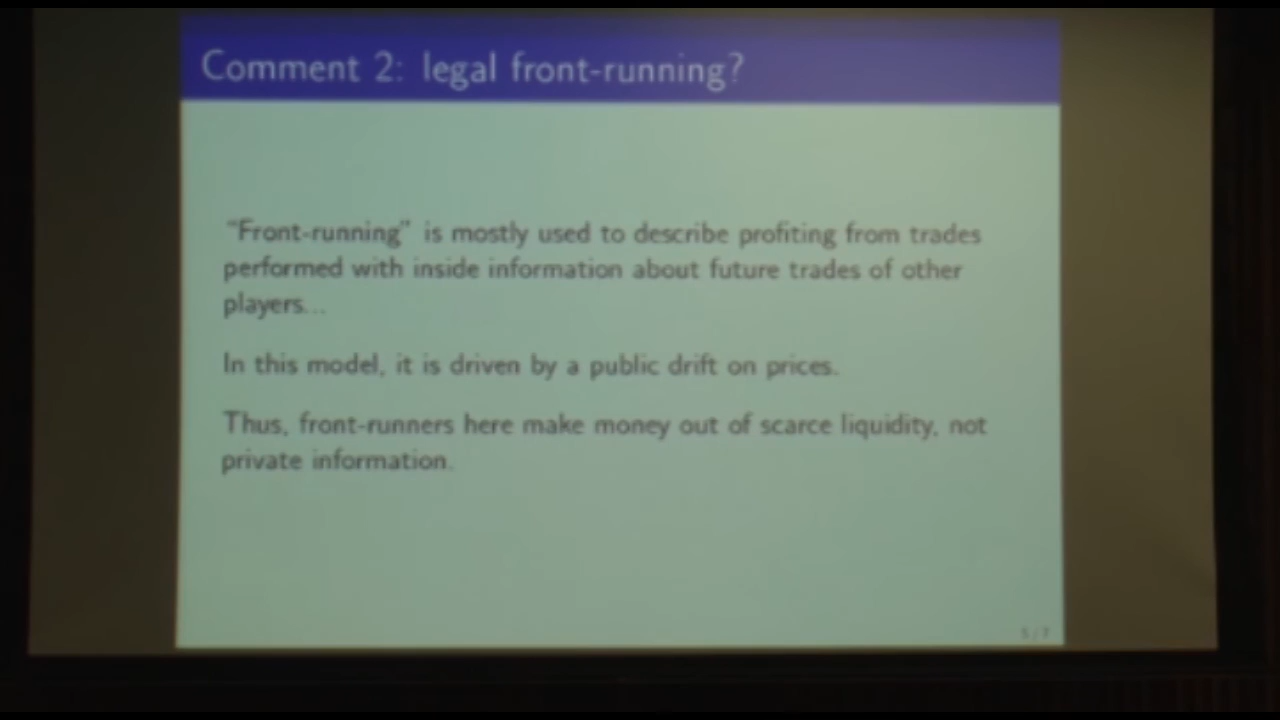 Comment 2: legal front-running?
"Front-running" is mostly used to describe profiting from trades
performed with inside information about future trades of other
players...
In this model, it is driven by a public drift on prices.
Thus, front-runners here make money out of scarce liquidity, not
private information.
5 / 7